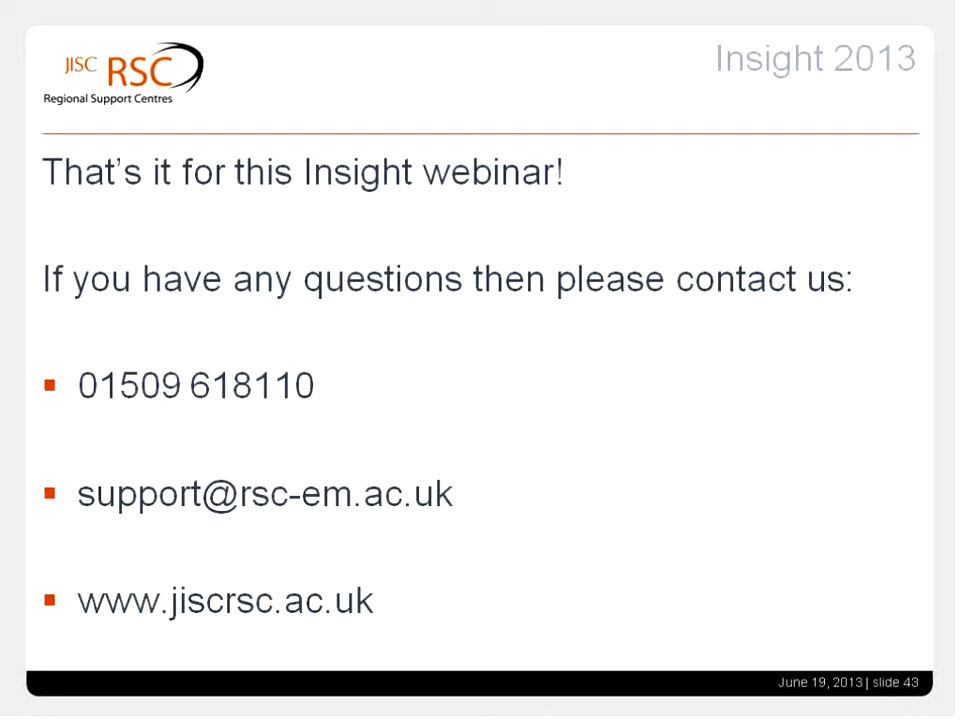 JISC RSC
Regional Support Centres
Insight 2013
That's it for this Insight webinar!
If you have any questions then please contact us:
01509 618110
support@rsc-em.ac.uk
www.jiscrsc.ac.uk
June 19, 2013 | slide 43